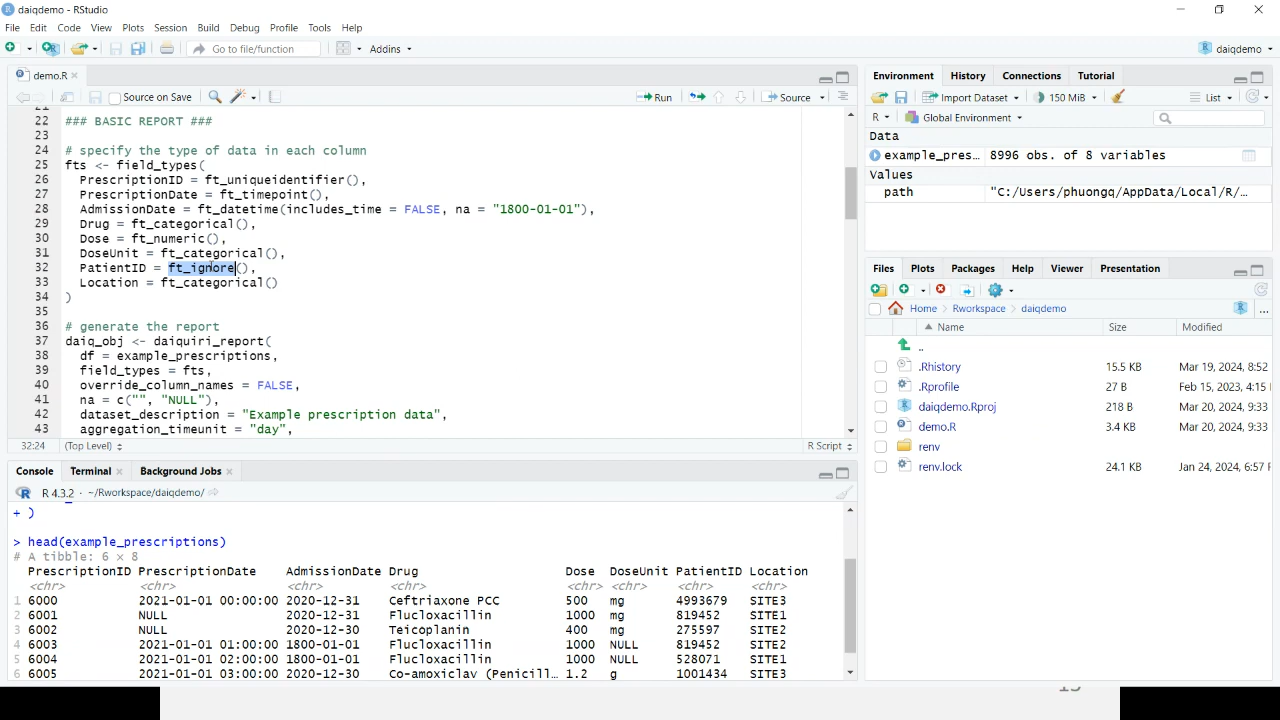 daiqdemo - RStudio
File Edit Code View Plots Session Build Debug Profile Tools Help
Go to file/function Addins daiqdemo
demo.R
Source on Save Run Source
21
22 ### BASIC REPORT ###
23
24 # specify the type of data in each column
25 fts <- field_types(
26 PrescriptionID = ft_uniqueidentifier(),
27 PrescriptionDate = ft_timepoint(),
28 AdmissionDate = ft_datetime(includes_time = FALSE, na = "1800-01-01"),
29 Drug = ft_categorical(),
30 Dose = ft_numeric(),
31 DoseUnit = ft_categorical(),
32 PatientID = ft_ignore(),
33 Location = ft_categorical()
34 )
35
36 # generate the report
37 daiq_obj <- daiquiri_report(
38 df = example_prescriptions,
39 field_types = fts,
40 override_column_names = FALSE,
41 na = c("", "NULL"),
42 dataset_description = "Example prescription data",
43 aggregation_timeunit = "day",
32:24 (Top Level) R Script
Console Terminal Background Jobs
R 4.3.2 · ~/Rworkspace/daiqdemo/
+ )
> head(example_prescriptions)
# A tibble: 6 × 8
PrescriptionID PrescriptionDate AdmissionDate Drug Dose DoseUnit PatientID Location
<chr> <chr> <chr> <chr> <chr> <chr> <chr> <chr>
1 6000 2021-01-01 00:00:00 2020-12-31 Ceftriaxone PCC 500 mg 4993679 SITE3
2 6001 NULL 2020-12-31 Flucloxacillin 1000 mg 819452 SITE1
3 6002 NULL 2020-12-30 Teicoplanin 400 mg 275597 SITE2
4 6003 2021-01-01 01:00:00 1800-01-01 Flucloxacillin 1000 NULL 819452 SITE2
5 6004 2021-01-01 02:00:00 1800-01-01 Flucloxacillin 1000 NULL 528071 SITE1
6 6005 2021-01-01 03:00:00 2020-12-30 Co-amoxiclav (Penicill… 1.2 g 1001434 SITE3
Environment History Connections Tutorial
Import Dataset 150 MiB List
R Global Environment
Data
example_pres… 8996 obs. of 8 variables
Values
path "C:/Users/phuongq/AppData/Local/R/…
Files Plots Packages Help Viewer Presentation
Home Rworkspace daiqdemo ...
Name Size Modified
..
.Rhistory 15.5 KB Mar 19, 2024, 8:52
.Rprofile 27 B Feb 15, 2023, 4:15
daiqdemo.Rproj 218 B Mar 20, 2024, 9:33
demo.R 3.4 KB Mar 20, 2024, 9:33
renv
renv.lock 24.1 KB Jan 24, 2024, 6:57